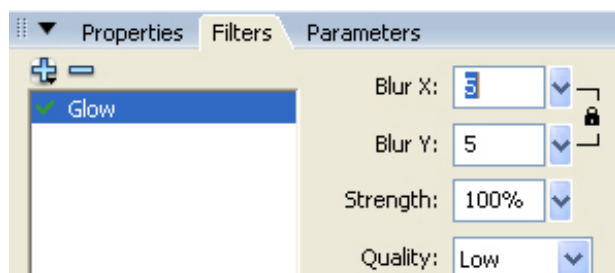 Properties Filters Parameters
Glow
Blur X: 5
Blur Y: 5
Strength: 100%
Quality: Low